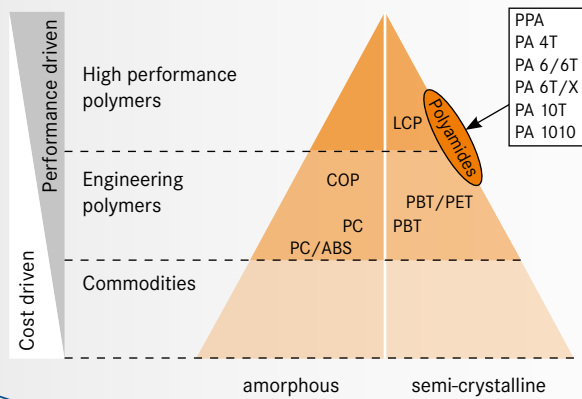 Performance driven
Cost driven
High performance
polymers
Engineering
polymers
Commodities
LCP
Polyamides
COP
PBT/PET
PC
PBT
PC/ABS
PPA
PA 4T
PA 6/6T
PA 6T/X
PA 10T
PA 1010
amorphous
semi-crystalline